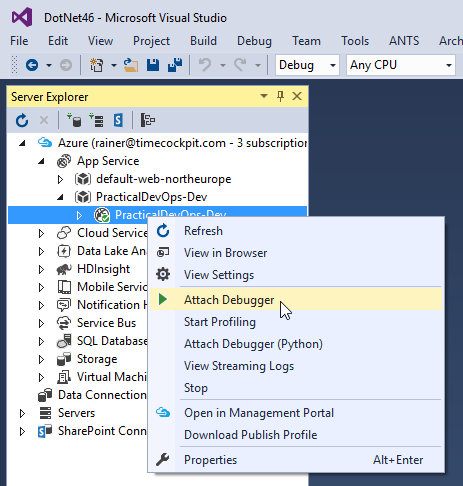 DotNet46 - Microsoft Visual Studio
File Edit View Project Build Debug Team Tools ANTS Arch
Debug Any CPU
Server Explorer
Azure (rainer@timecockpit.com - 3 subscription
App Service
default-web-northeurope
PracticalDevOps-Dev
PracticalDevOps-Dev
Cloud Service
Data Lake Ana
HDInsight
Mobile Servic
Notification H
Service Bus
SQL Database
Storage
Virtual Machi
Data Connection
Servers
SharePoint Conn
Refresh
View in Browser
View Settings
Attach Debugger
Start Profiling
Attach Debugger (Python)
View Streaming Logs
Stop
Open in Management Portal
Download Publish Profile
Properties Alt+Enter